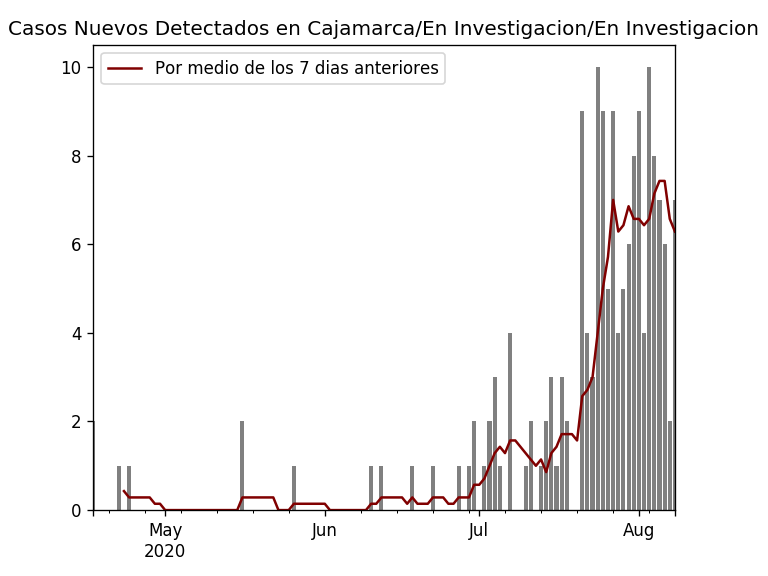 Casos Nuevos Detectados en Cajamarca/En Investigacion/En Investigacion
Por medio de los 7 dias anteriores
10
8
6
4
2
0
May
2020
Jun
Jul
Aug